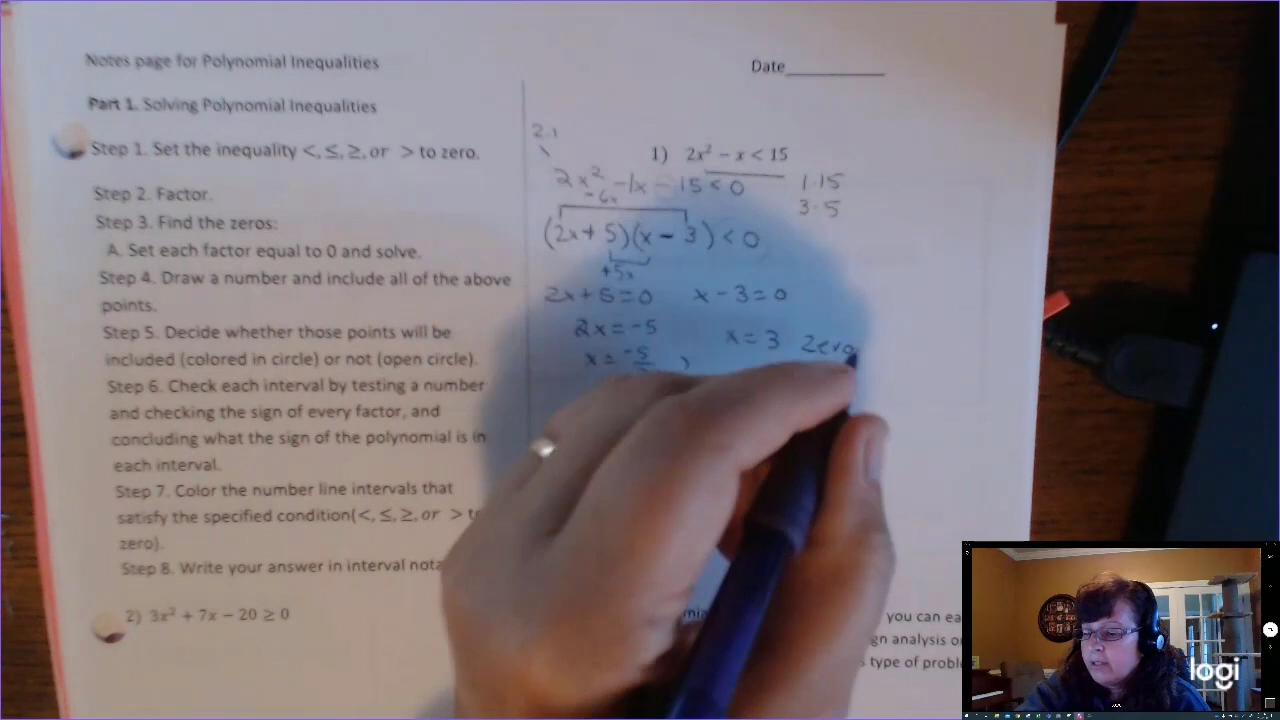 Notes page for Polynomial Inequalities
Date__________
Part 1. Solving Polynomial Inequalities
Step 1. Set the inequality <, ≤, ≥, or > to zero.
Step 2. Factor.
Step 3. Find the zeros:
A. Set each factor equal to 0 and solve.
Step 4. Draw a number and include all of the above
points.
Step 5. Decide whether those points will be
included (colored in circle) or not (open circle).
Step 6. Check each interval by testing a number
and checking the sign of every factor, and
concluding what the sign of the polynomial is in
each interval.
Step 7. Color the number line intervals that
satisfy the specified condition(<, ≤, ≥, or > t
zero).
Step 8. Write your answer in interval nota
2) 3x² + 7x − 20 ≥ 0
2.1
1) 2x² − x < 15
2x² − 1x − 15 < 0
1·15
−6x
3·5
(2x + 5)(x − 3) < 0
+5x
2x + 5 = 0 x − 3 = 0
2x = −5
x = 3 zero
x = −5
you can ea
gn analysis o
s type of probl
logi